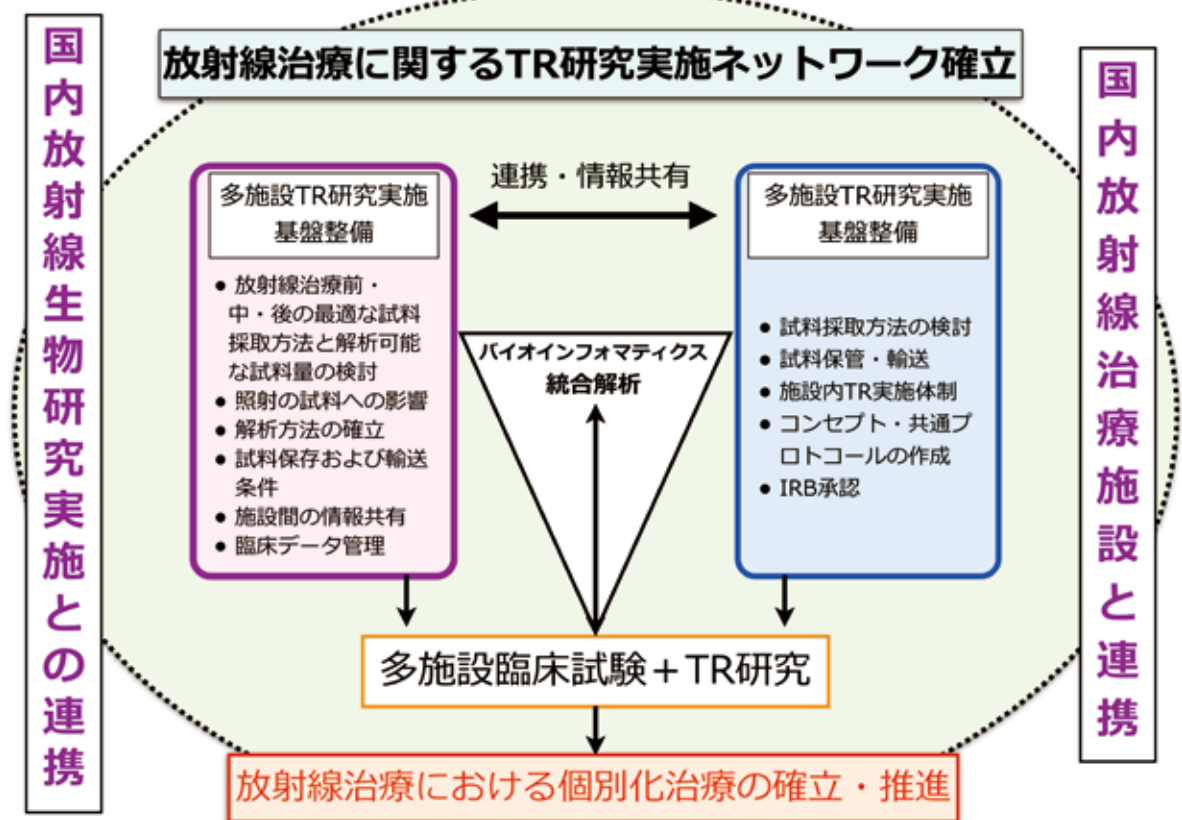 放射線治療に関するTR研究実施ネットワーク確立
国内放射線生物研究実施との連携
多施設TR研究実施
基盤整備
● 放射線治療前・
中・後の最適な試料
採取方法と解析可能
な試料量の検討
● 照射の試料への影響
● 解析方法の確立
● 試料保存および輸送
条件
● 施設間の情報共有
● 臨床データ管理
連携・情報共有
バイオインフォマティクス
統合解析
多施設TR研究実施
基盤整備
● 試料採取方法の検討
● 試料保管・輸送
● 施設内TR実施体制
● コンセプト・共通プ
ロトコールの作成
● IRB承認
国内放射線治療施設と連携
多施設臨床試験＋TR研究
放射線治療における個別化治療の確立・推進